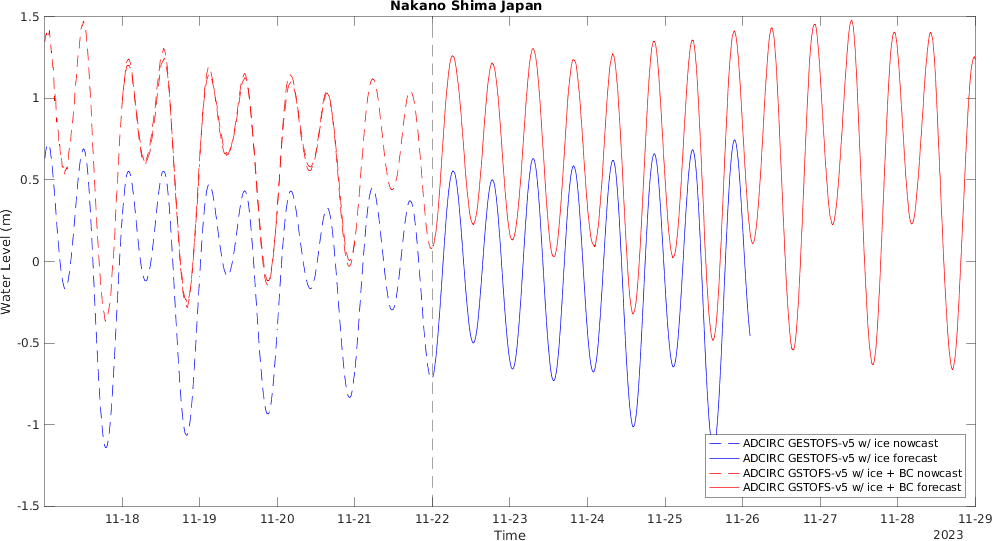 Nakano Shima Japan
1.5
1
0.5
0
-0.5
-1
-1.5
Water Level (m)
11-18 11-19 11-20 11-21 11-22 11-23 11-24 11-25 11-26 11-27 11-28 11-29
Time
2023
ADCIRC GESTOFS-v5 w/ ice nowcast
ADCIRC GESTOFS-v5 w/ ice forecast
ADCIRC GSTOFS-v5 w/ ice + BC nowcast
ADCIRC GSTOFS-v5 w/ ice + BC forecast